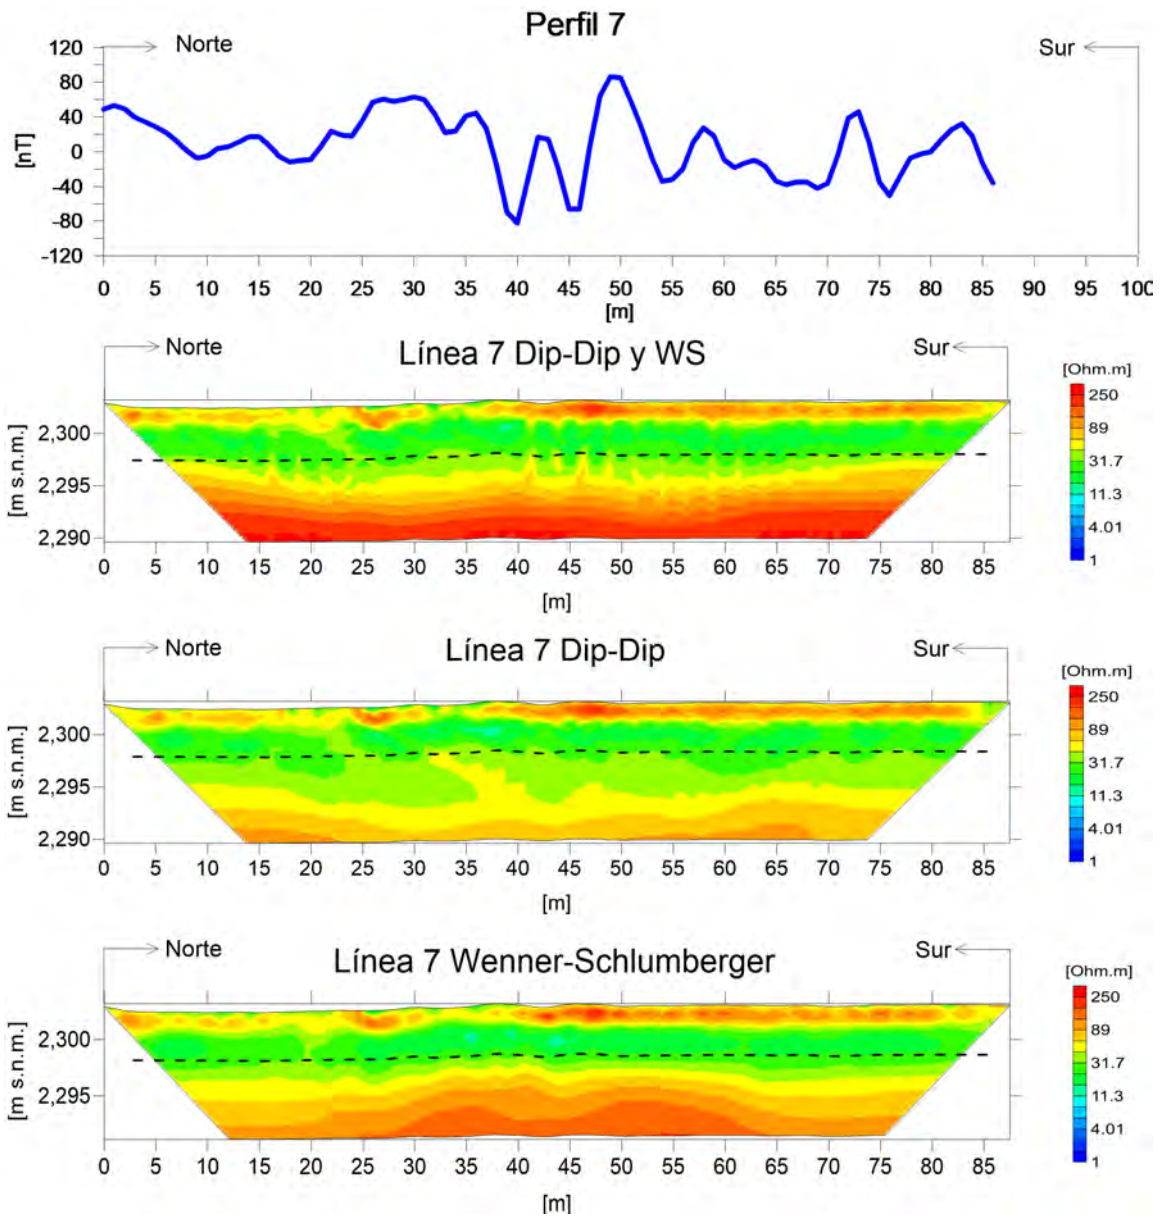 Perfil 7
Norte
Sur
[nT]
120
80
40
0
-40
-80
-120
0 5 10 15 20 25 30 35 40 45 50 55 60 65 70 75 80 85 90 95 100
[m]
Norte
Línea 7 Dip-Dip y WS
Sur
[m s.n.m.]
2,300
2,295
2,290
0 5 10 15 20 25 30 35 40 45 50 55 60 65 70 75 80 85
[m]
[Ohm.m]
250
89
31.7
11.3
4.01
1
Norte
Línea 7 Dip-Dip
Sur
[m s.n.m.]
2,300
2,295
2,290
0 5 10 15 20 25 30 35 40 45 50 55 60 65 70 75 80 85
[m]
[Ohm.m]
250
89
31.7
11.3
4.01
1
Norte
Línea 7 Wenner-Schlumberger
Sur
[m s.n.m.]
2,300
2,295
0 5 10 15 20 25 30 35 40 45 50 55 60 65 70 75 80 85
[m]
[Ohm.m]
250
89
31.7
11.3
4.01
1